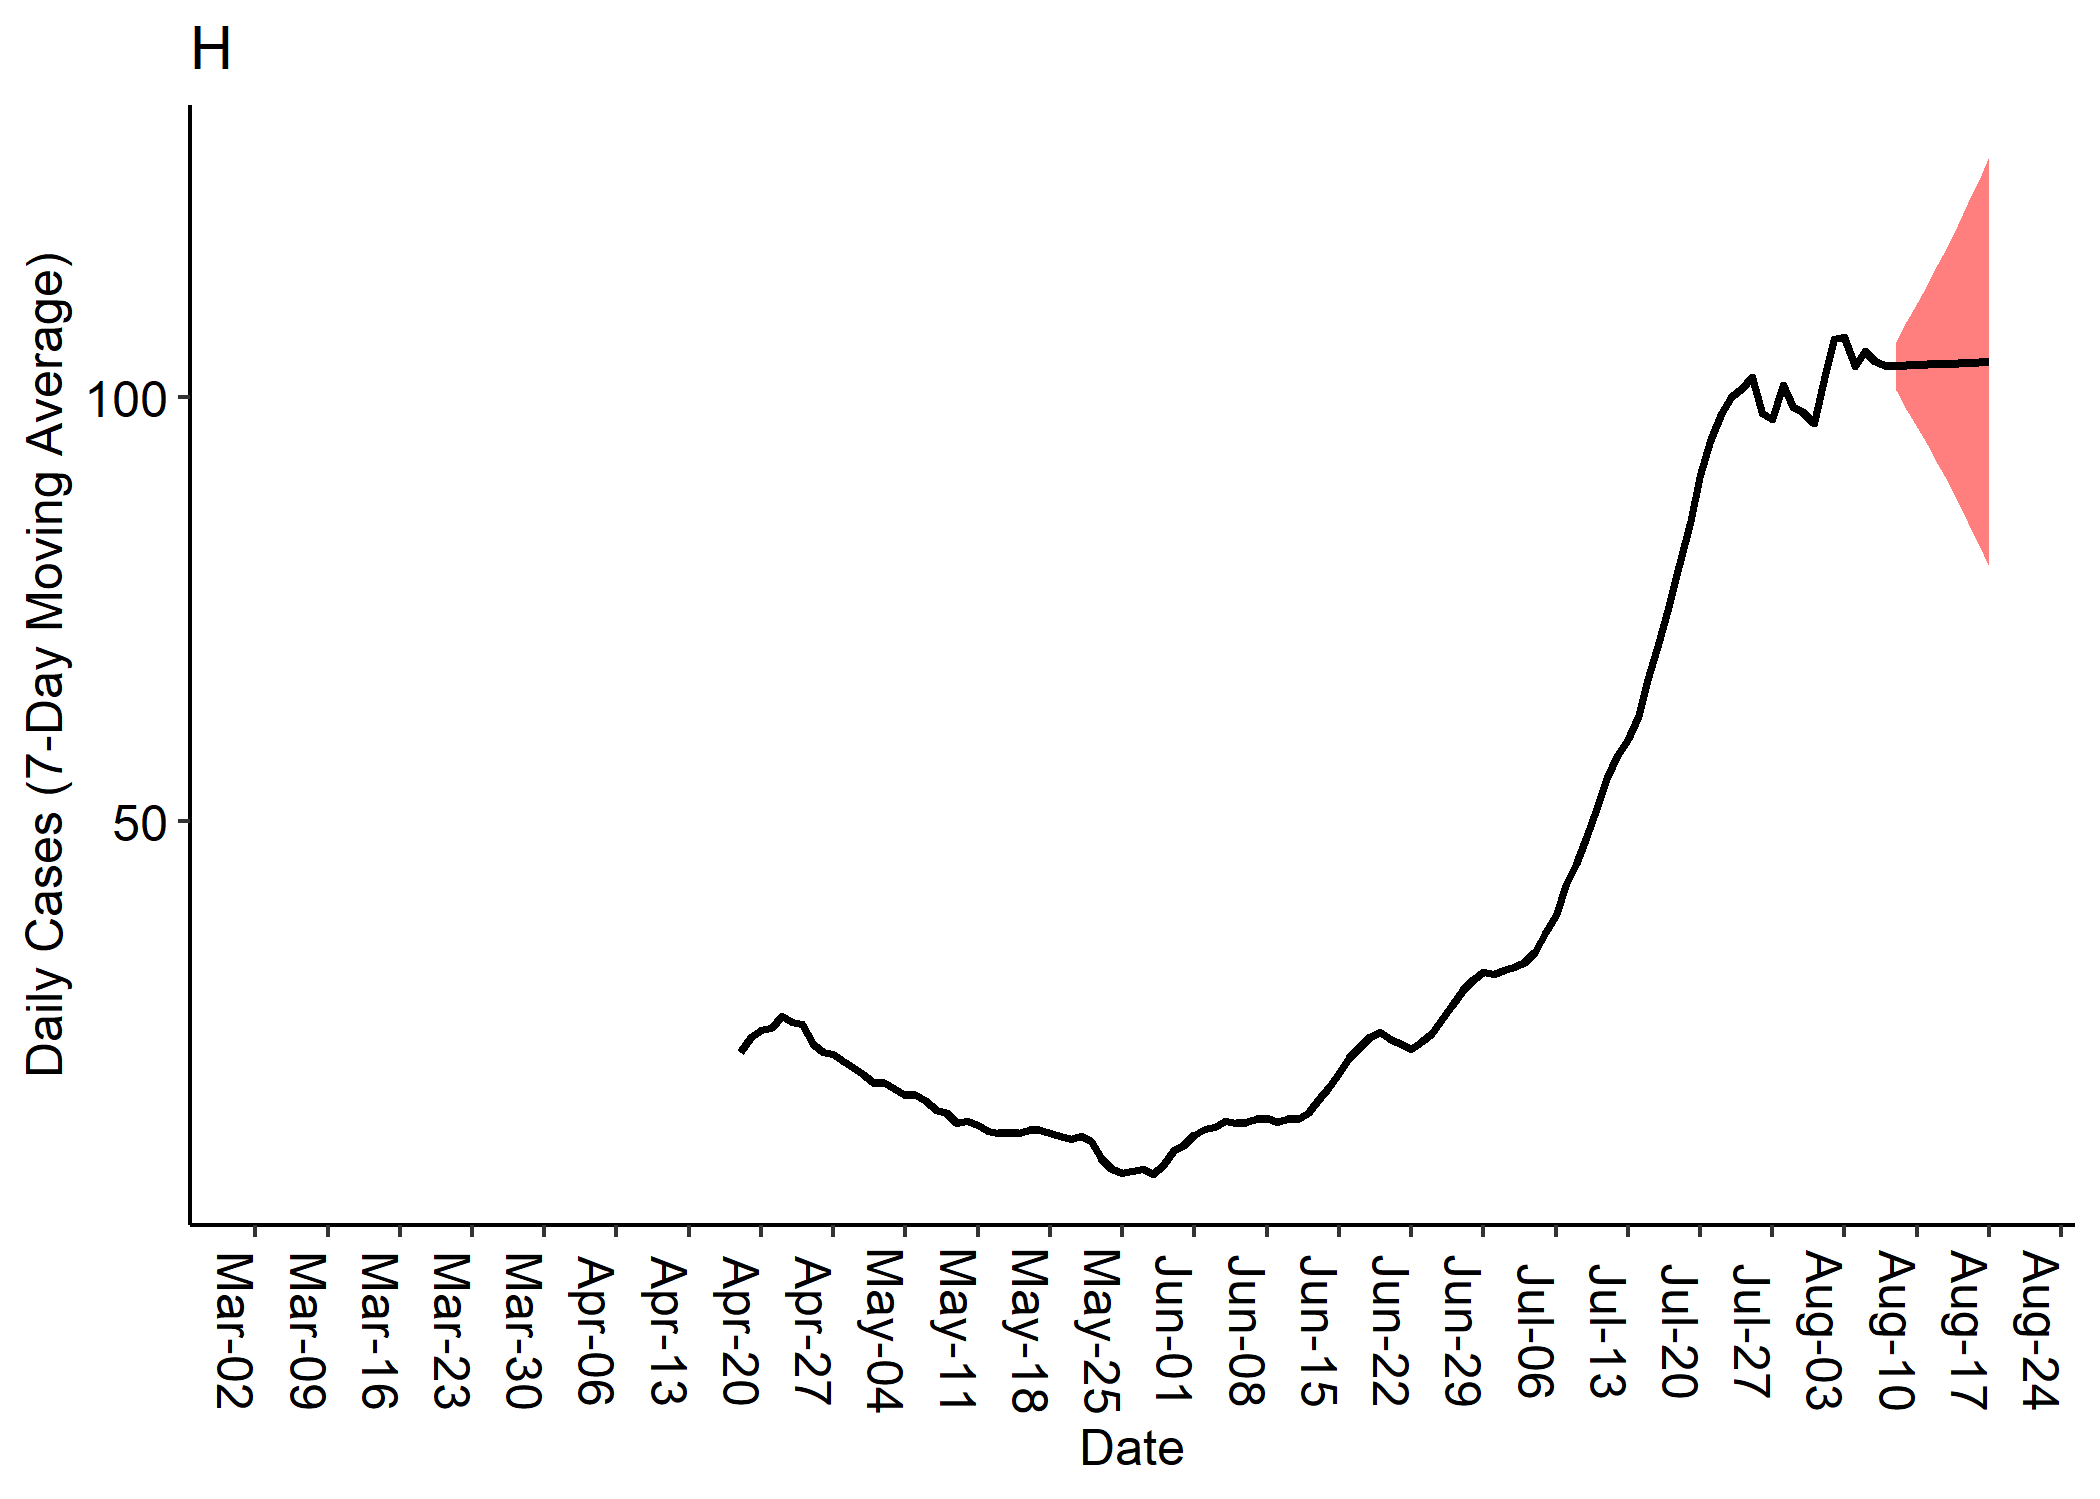 H
Daily Cases (7-Day Moving Average)
100
50
Mar-02
Mar-09
Mar-16
Mar-23
Mar-30
Apr-06
Apr-13
Apr-20
Apr-27
May-04
May-11
May-18
May-25
Jun-01
Jun-08
Jun-15
Jun-22
Jun-29
Jul-06
Jul-13
Jul-20
Jul-27
Aug-03
Aug-10
Aug-17
Aug-24
Date